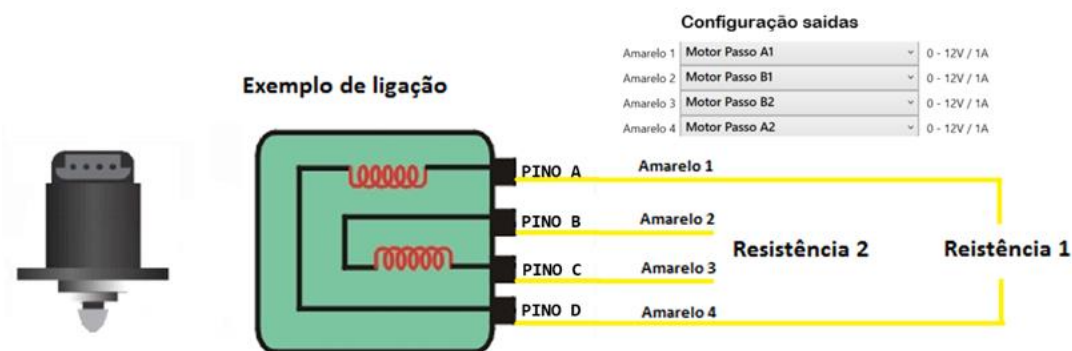 Configuração saidas
Amarelo 1 Motor Passo A1 0 - 12V / 1A
Amarelo 2 Motor Passo B1 0 - 12V / 1A
Amarelo 3 Motor Passo B2 0 - 12V / 1A
Amarelo 4 Motor Passo A2 0 - 12V / 1A
Exemplo de ligação
PINO A Amarelo 1
PINO B Amarelo 2
Resistência 2 Reistência 1
PINO C Amarelo 3
PINO D Amarelo 4